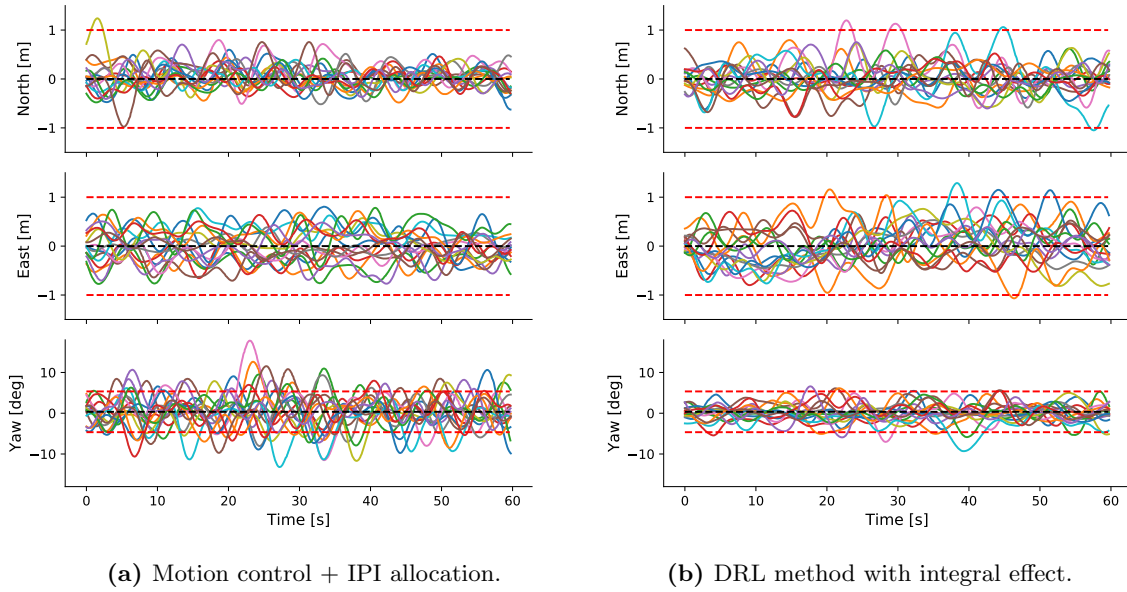 1
0
−1
North [m]
1
0
−1
East [m]
10
0
−10
Yaw [deg]
0 10 20 30 40 50 60
Time [s]
(a) Motion control + IPI allocation.
1
0
−1
North [m]
1
0
−1
East [m]
10
0
−10
Yaw [deg]
0 10 20 30 40 50 60
Time [s]
(b) DRL method with integral effect.